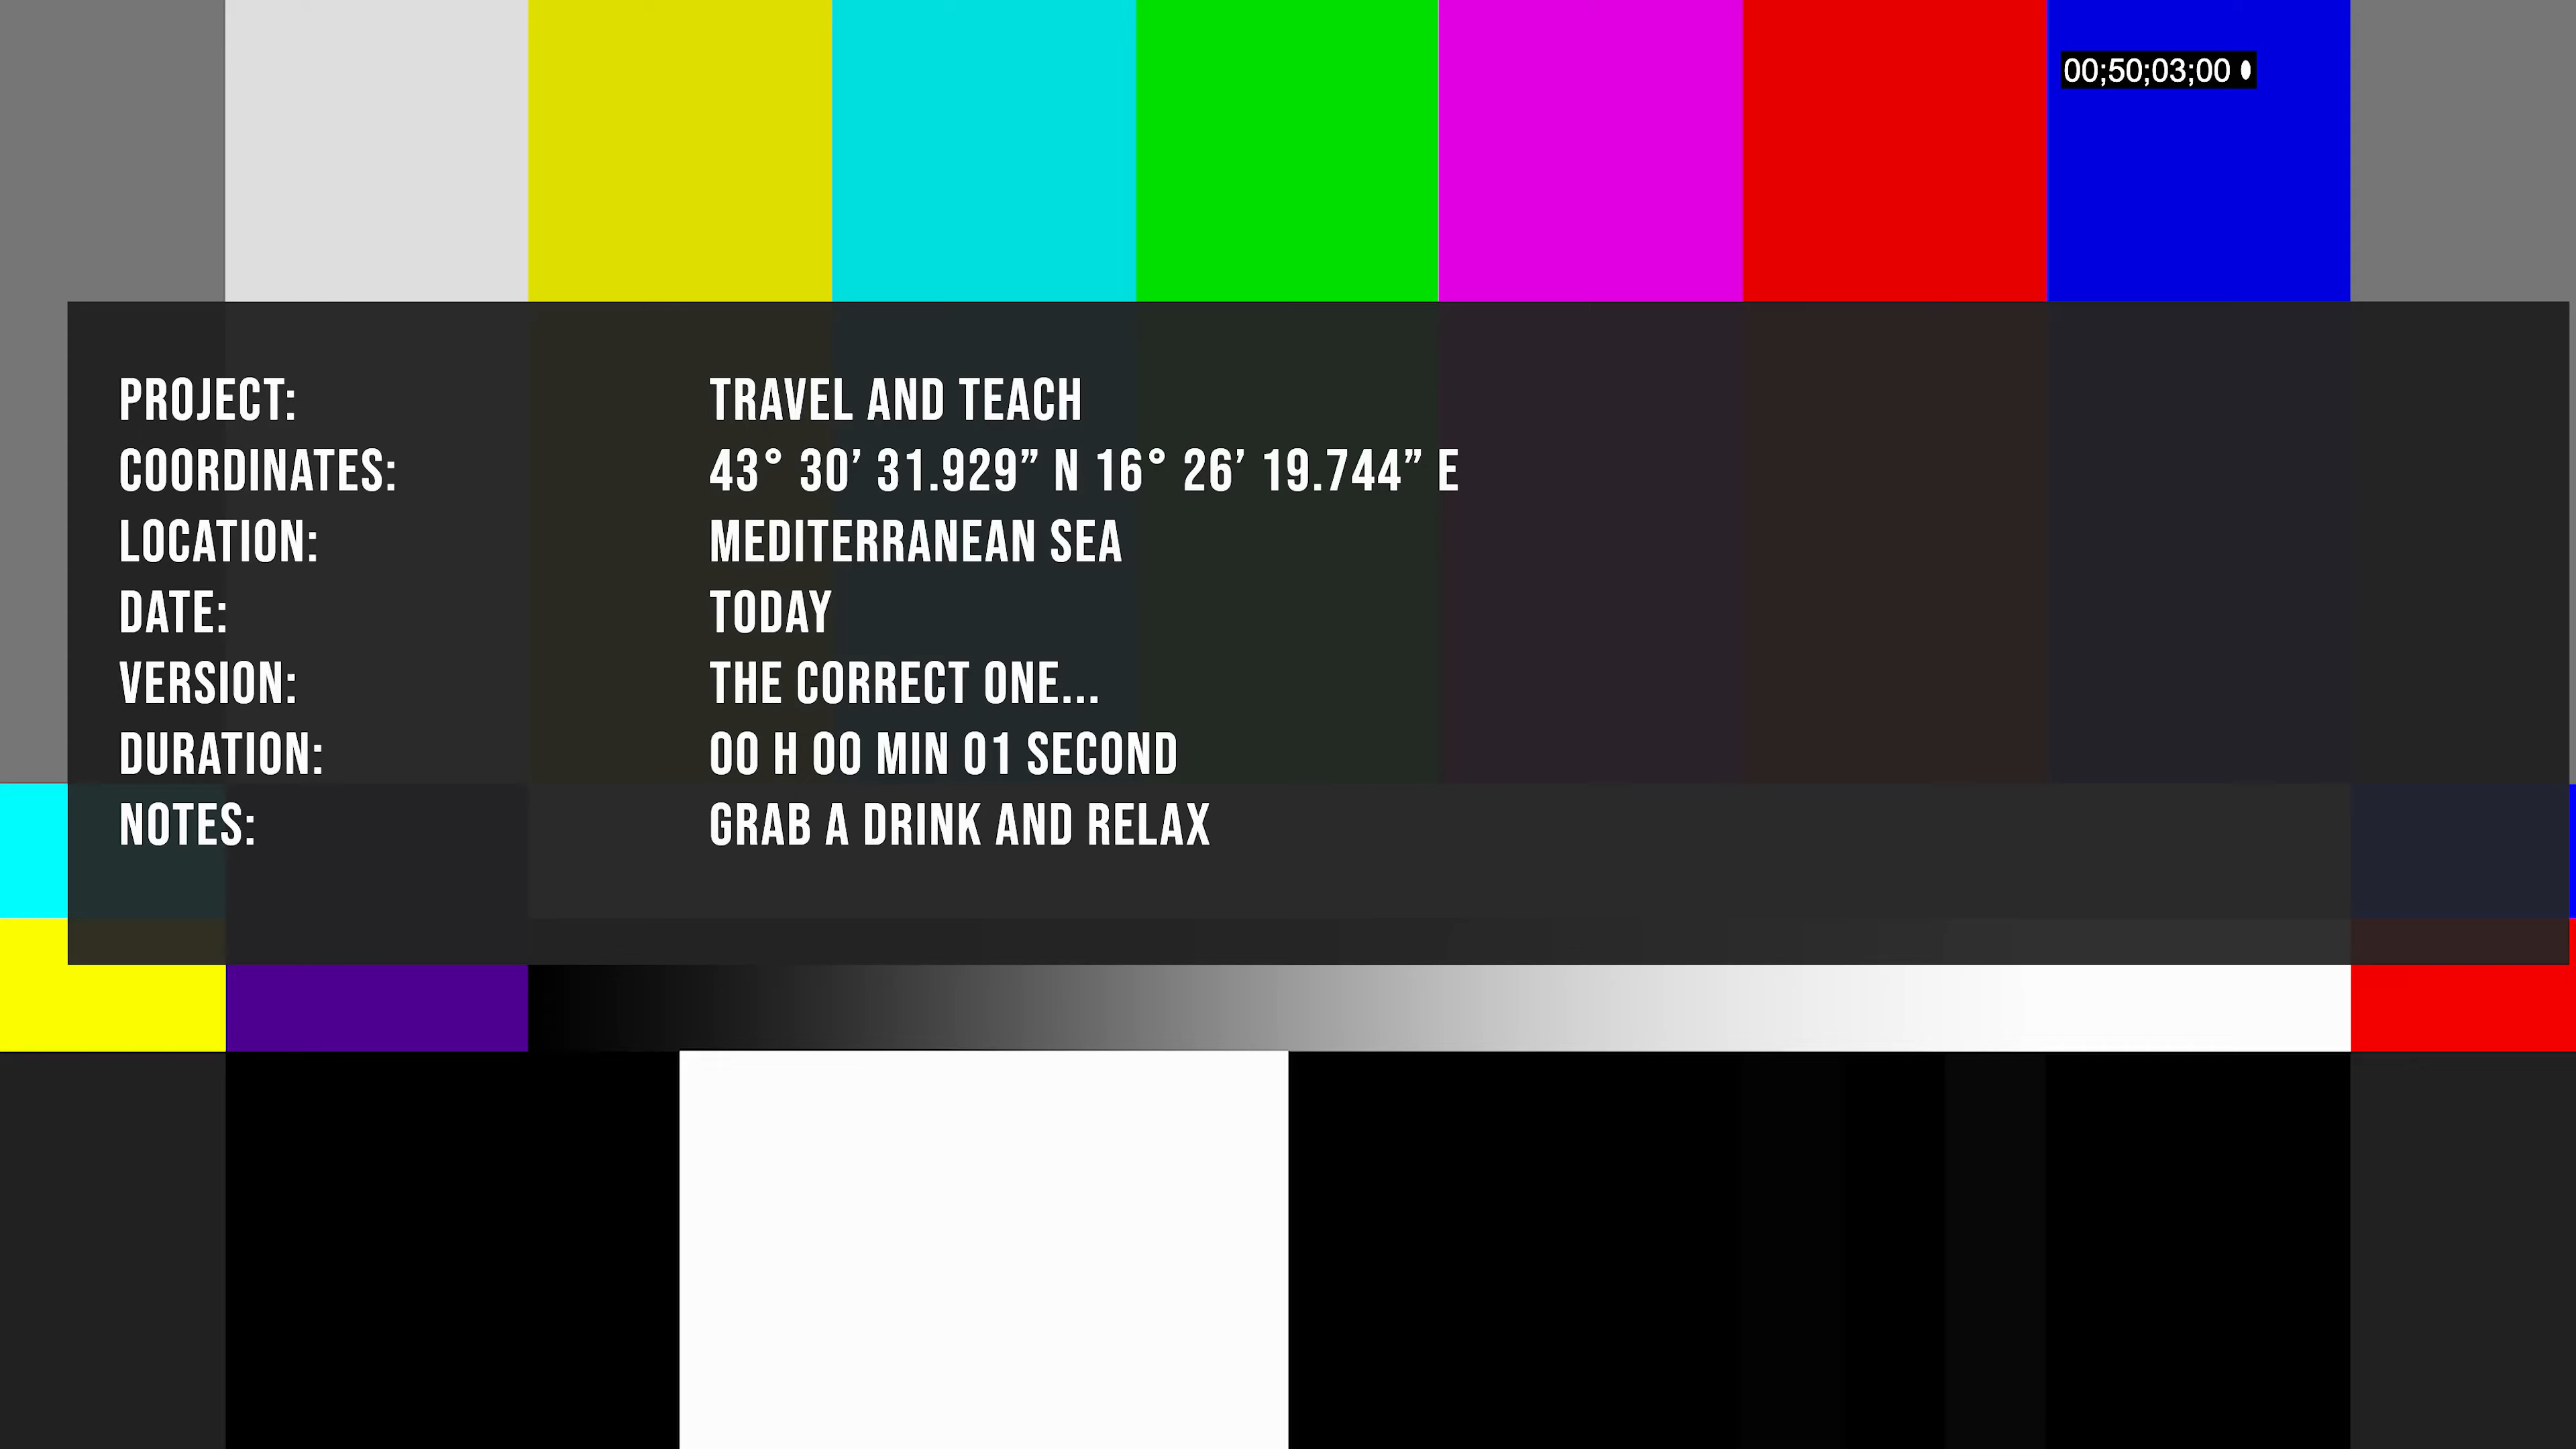 00;50;03;00
PROJECT: TRAVEL AND TEACH
COORDINATES: 43° 30’ 31.929” N 16° 26’ 19.744” E
LOCATION: MEDITERRANEAN SEA
DATE: TODAY
VERSION: THE CORRECT ONE...
DURATION: 00 H 00 MIN 01 SECOND
NOTES: GRAB A DRINK AND RELAX